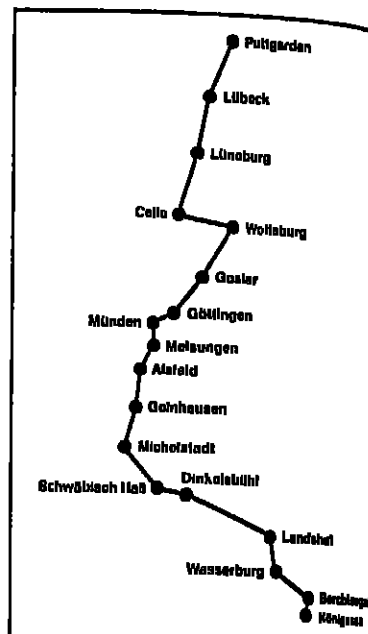 Puttgarden
Lübeck
Lüneburg
Celle
Wolfsburg
Goslar
Göttingen
Münden
Melsungen
Alsfeld
Gelnhausen
Michelstadt
Dinkelsbühl
Schwäbisch Hall
Landshut
Wasserburg
Königssee